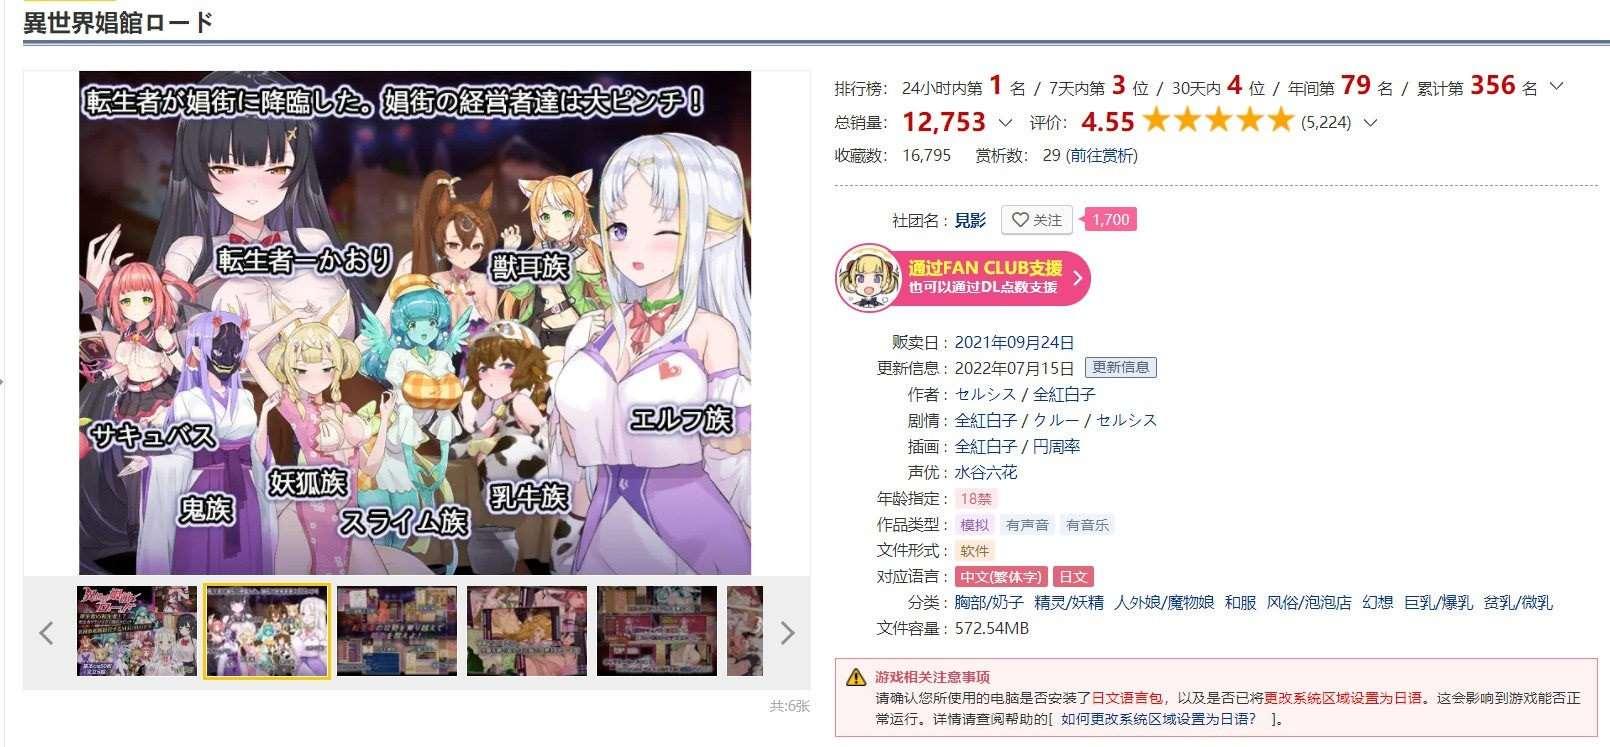 異世界娼館ロード
転生者が娼街に降臨した。娼街の経営者達は大ピンチ！
転生者―かおり
獣耳族
エルフ族
サキュバス
妖狐族
乳牛族
鬼族
スライム族
共:6张
排行榜： 24小时内第 1 名 / 7天内第 3 位 / 30天内 4 位 / 年间第 79 名 / 累计第 356 名
总销量： 12,753 评价： 4.55 (5,224)
收藏数： 16,795 赏析数： 29 (前往赏析)
社团名： 見影 关注 1,700
通过FAN CLUB支援
也可以通过DL点数支援
贩卖日： 2021年09月24日
更新信息： 2022年07月15日 更新信息
作者： セルシス / 全紅白子
剧情： 全紅白子 / クルー / セルシス
插画： 全紅白子 / 円周率
声优： 水谷六花
年龄指定： 18禁
作品类型： 模拟 有声音 有音乐
文件形式： 软件
对应语言： 中文(繁体字) 日文
分类： 胸部/奶子 精灵/妖精 人外娘/魔物娘 和服 风俗/泡泡店 幻想 巨乳/爆乳 贫乳/微乳
文件容量： 572.54MB
游戏相关注意事项
请确认您所使用的电脑是否安装了日文语言包，以及是否已将更改系统区域设置为日语。这会影响到游戏能否正
常运行。详情请查阅帮助的[ 如何更改系统区域设置为日语？ ]。